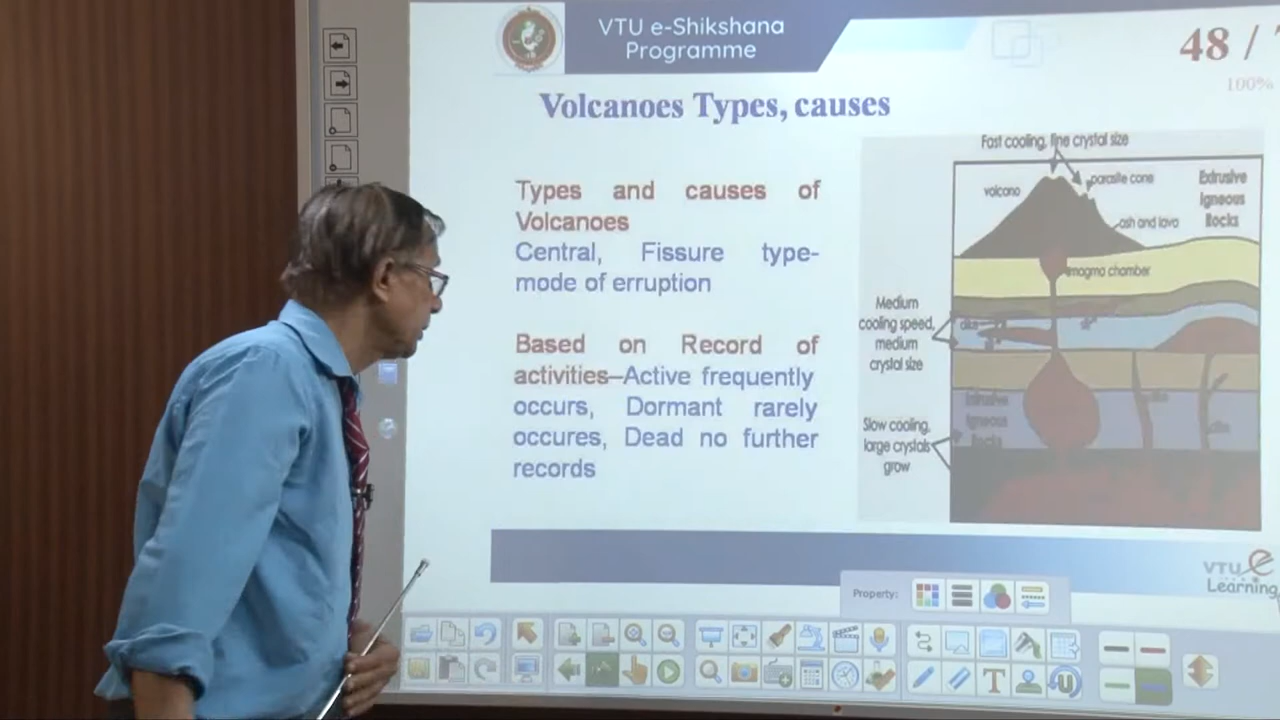 VTU e-Shikshana
Programme
48 /
100%
Volcanoes Types, causes
Types and causes of
Volcanoes
Central, Fissure type-
mode of erruption
Based on Record of
activities–Active frequently
occurs, Dormant rarely
occures, Dead no further
records
Fast cooling, fine crystal size
volcano
parasite cone
Extrusive
Igneous
Rocks
ash and lava
magma chamber
Medium
cooling speed,
medium
crystal size
Slow cooling,
large crystals
grow
Igneous
VTU e
Learning
Property: